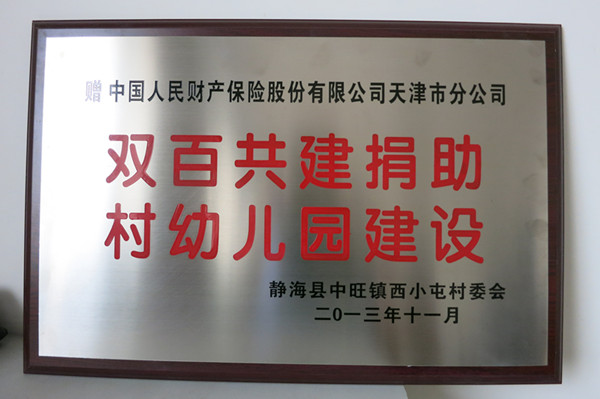 赠 中国人民财产保险股份有限公司天津市分公司
双百共建捐助
村幼儿园建设
静海县中旺镇西小屯村委会
二0一三年十一月